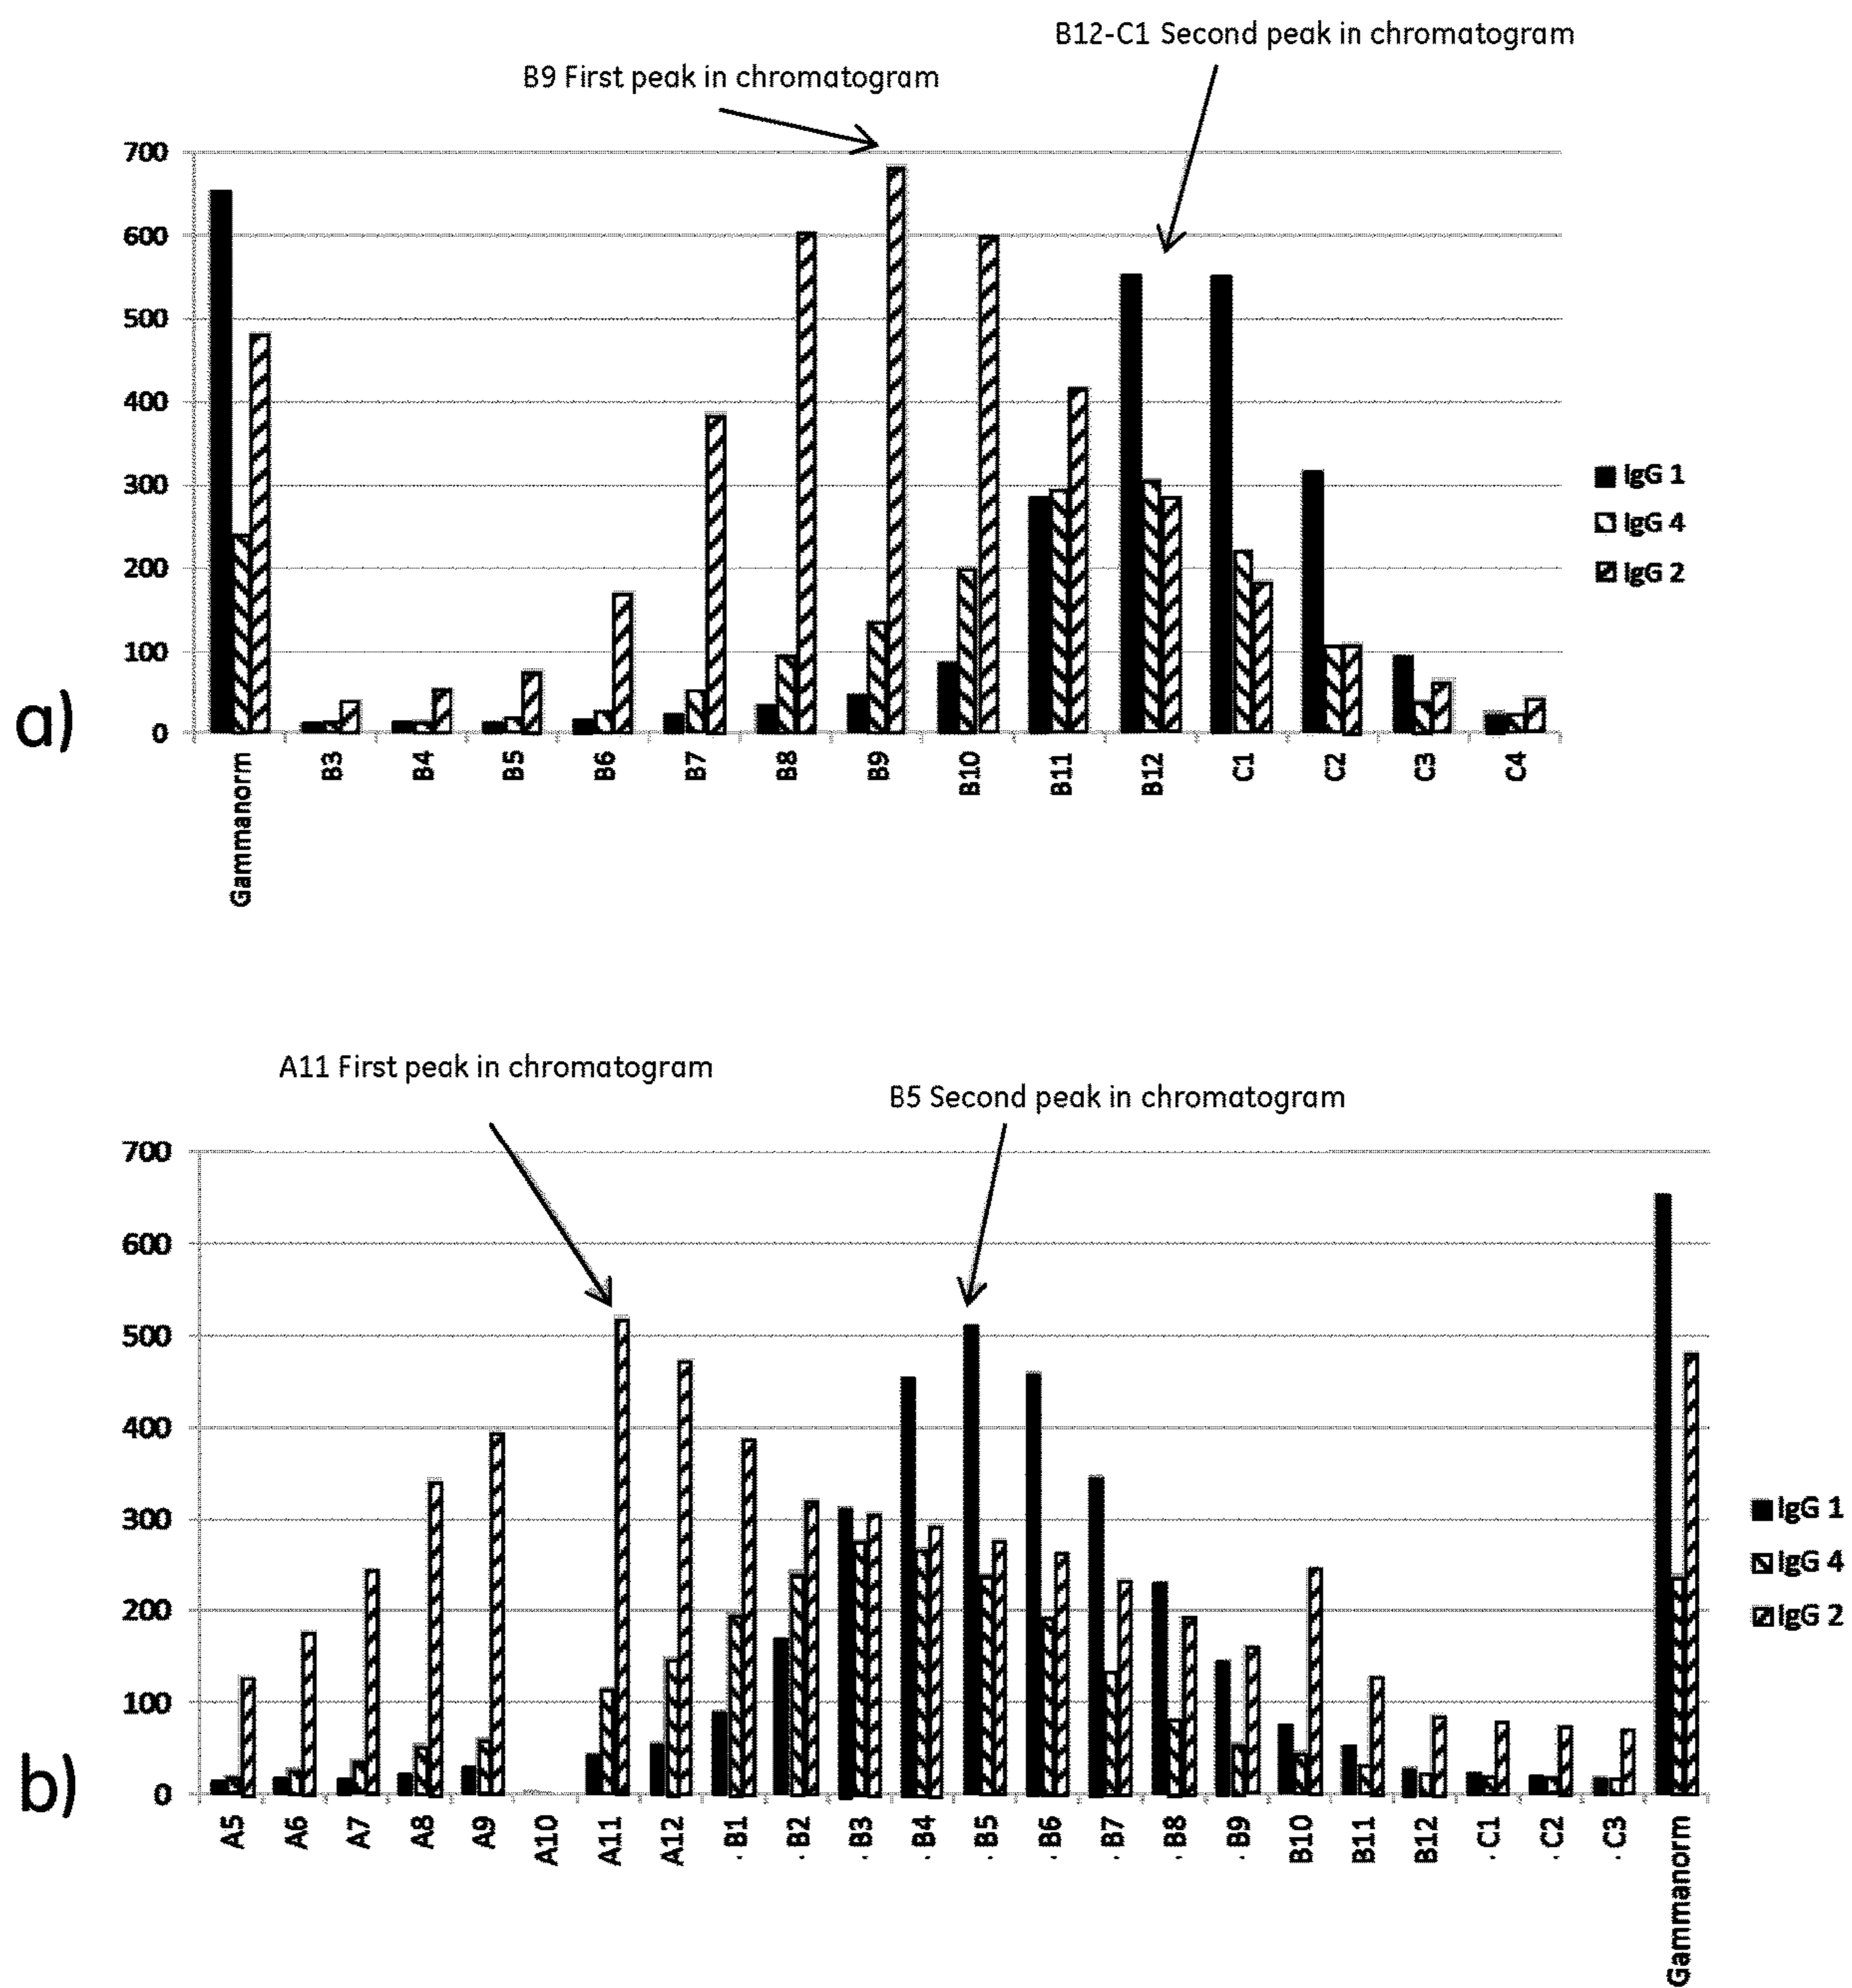 B12-C1 Second peak in chromatogram
B9 First peak in chromatogram
700
600
500
400
300
200
100
0
IgG 1
IgG 4
IgG 2
a)
Gammanorm
B3
B4
B5
B6
B7
B8
B9
B10
B11
B12
C1
C2
C3
C4
A11 First peak in chromatogram
B5 Second peak in chromatogram
700
600
500
400
300
200
100
0
IgG 1
IgG 4
IgG 2
b)
A5
A6
A7
A8
A9
A10
A11
A12
B1
B2
B3
B4
B5
B6
B7
B8
B9
B10
B11
B12
C1
C2
C3
Gammanorm